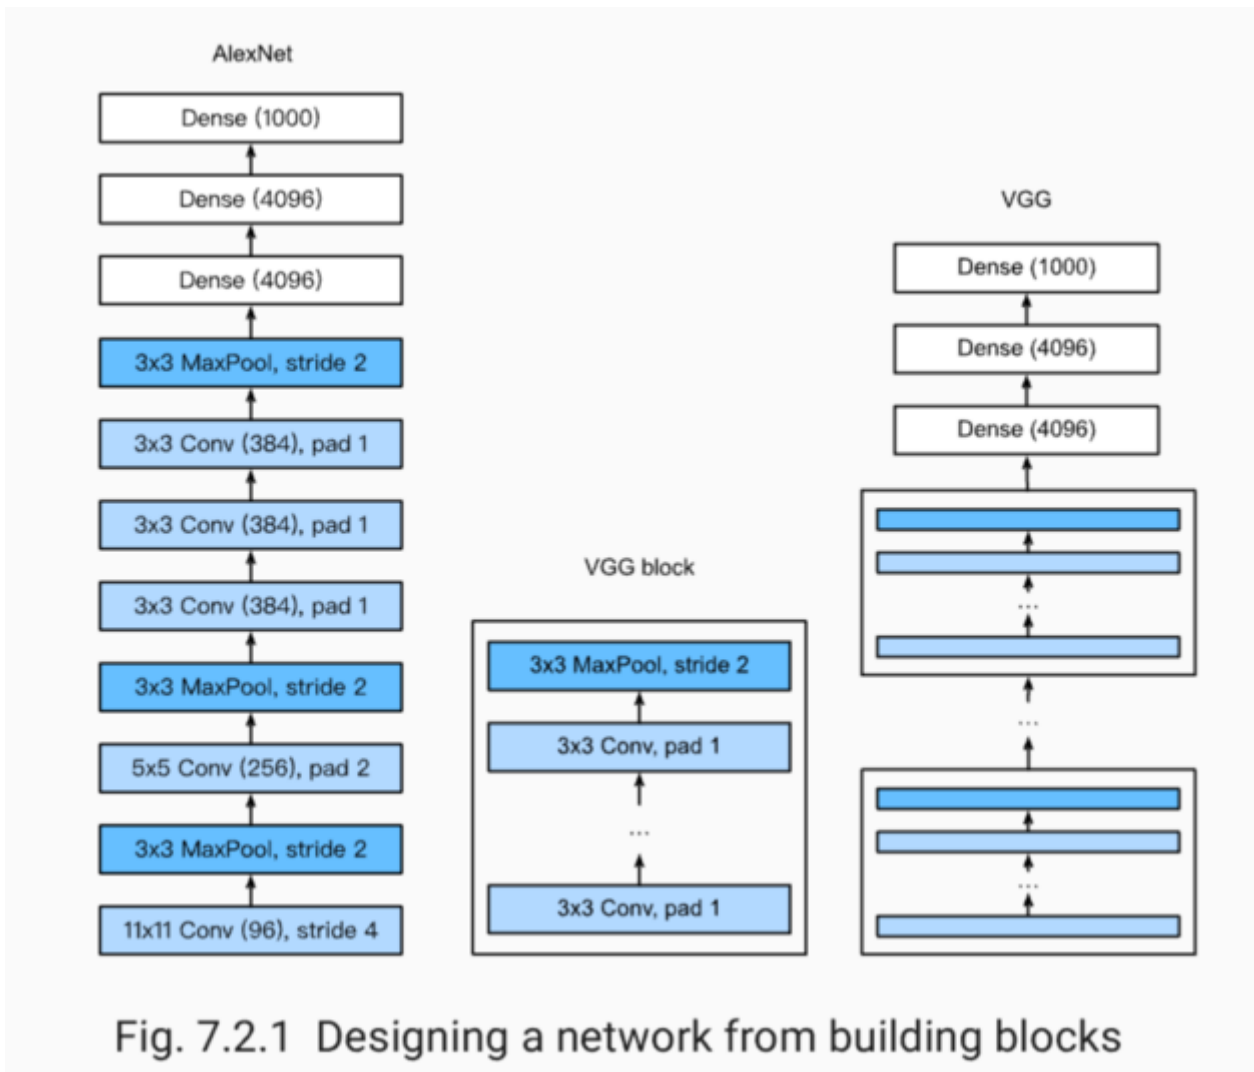 AlexNet
Dense (1000)
Dense (4096)
Dense (4096)
3x3 MaxPool, stride 2
3x3 Conv (384), pad 1
3x3 Conv (384), pad 1
3x3 Conv (384), pad 1
3x3 MaxPool, stride 2
5x5 Conv (256), pad 2
3x3 MaxPool, stride 2
11x11 Conv (96), stride 4
VGG block
3x3 MaxPool, stride 2
3x3 Conv, pad 1
...
3x3 Conv, pad 1
VGG
Dense (1000)
Dense (4096)
Dense (4096)
...
...
...
Fig. 7.2.1 Designing a network from building blocks